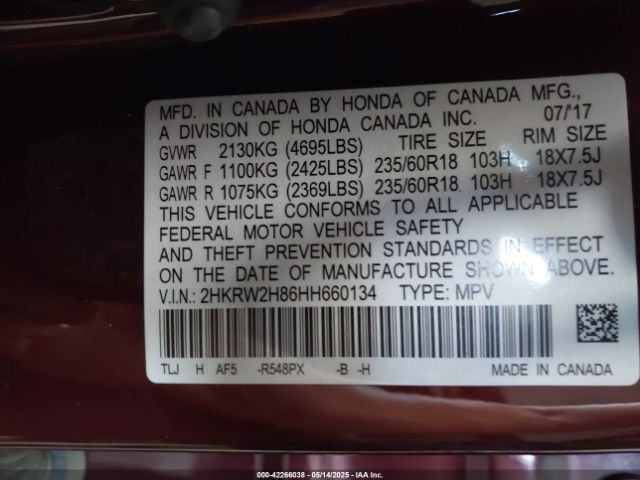 MFD. IN CANADA BY HONDA OF CANADA MFG.,
A DIVISION OF HONDA CANADA INC. 07/17
GVWR 2130KG (4695LBS) TIRE SIZE RIM SIZE
GAWR F 1100KG (2425LBS) 235/60R18 103H 18X7.5J
GAWR R 1075KG (2369LBS) 235/60R18 103H 18X7.5J
THIS VEHICLE CONFORMS TO ALL APPLICABLE
FEDERAL MOTOR VEHICLE SAFETY
AND THEFT PREVENTION STANDARDS IN EFFECT
ON THE DATE OF MANUFACTURE SHOWN ABOVE.
V.I.N.: 2HKRW2H86HH660134 TYPE: MPV
TLJ H AF5 -R548PX -B -H MADE IN CANADA
000-42266038 - 05/14/2025 - IAA Inc.